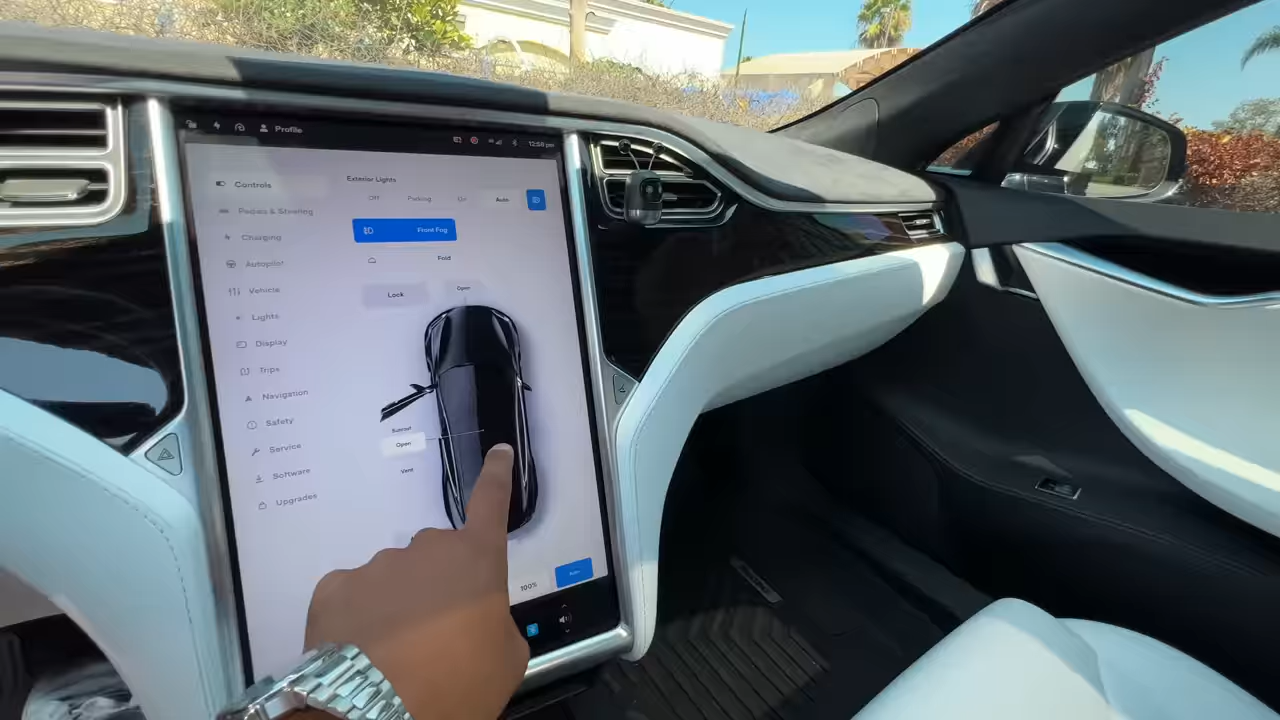 Profile
12:58 pm
Controls
Exterior Lights
Off Parking On Auto
Pedals & Steering
Front Fog
Charging
Fold
Autopilot
Vehicle
Lock
Open
Lights
Display
Trips
Navigation
Safety
Sunroof
Open
Service
Vent
Software
Upgrades
100%
Auto